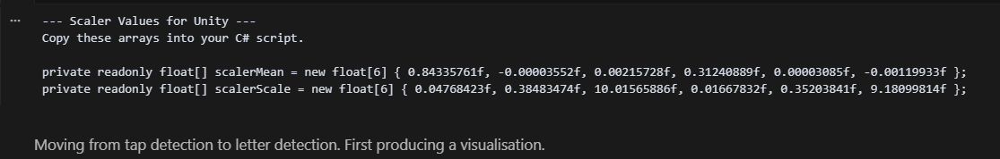 --- Scaler Values for Unity ---
Copy these arrays into your C# script.
private readonly float[] scalerMean = new float[6] { 0.84335761f, -0.00003552f, 0.00215728f, 0.31240889f, 0.00003085f, -0.00119933f };
private readonly float[] scalerScale = new float[6] { 0.04768423f, 0.38483474f, 10.01565886f, 0.01667832f, 0.35203841f, 9.18099814f };
Moving from tap detection to letter detection. First producing a visualisation.